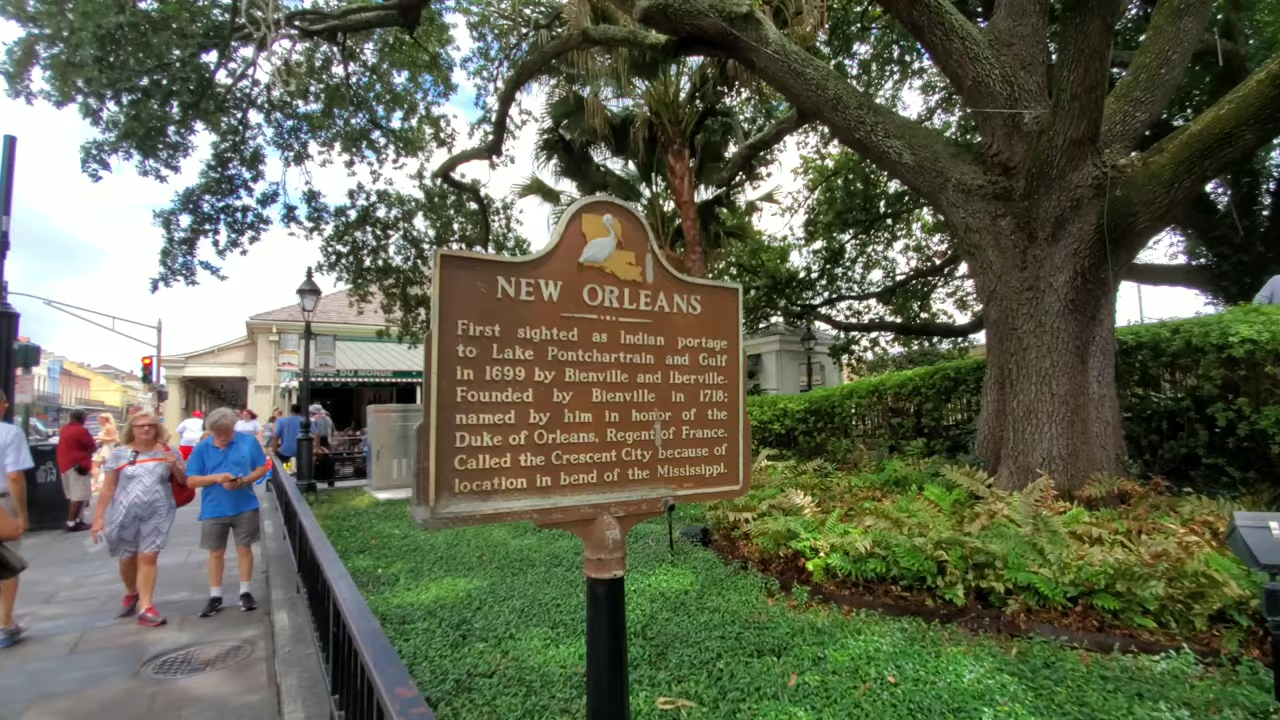 NEW ORLEANS
First sighted as Indian portage
to Lake Pontchartrain and Gulf
in 1699 by Bienville and Iberville.
Founded by Bienville in 1718;
named by him in honor of the
Duke of Orleans, Regent of France.
Called the Crescent City because of
location in bend of the Mississippi.
DU MONDE